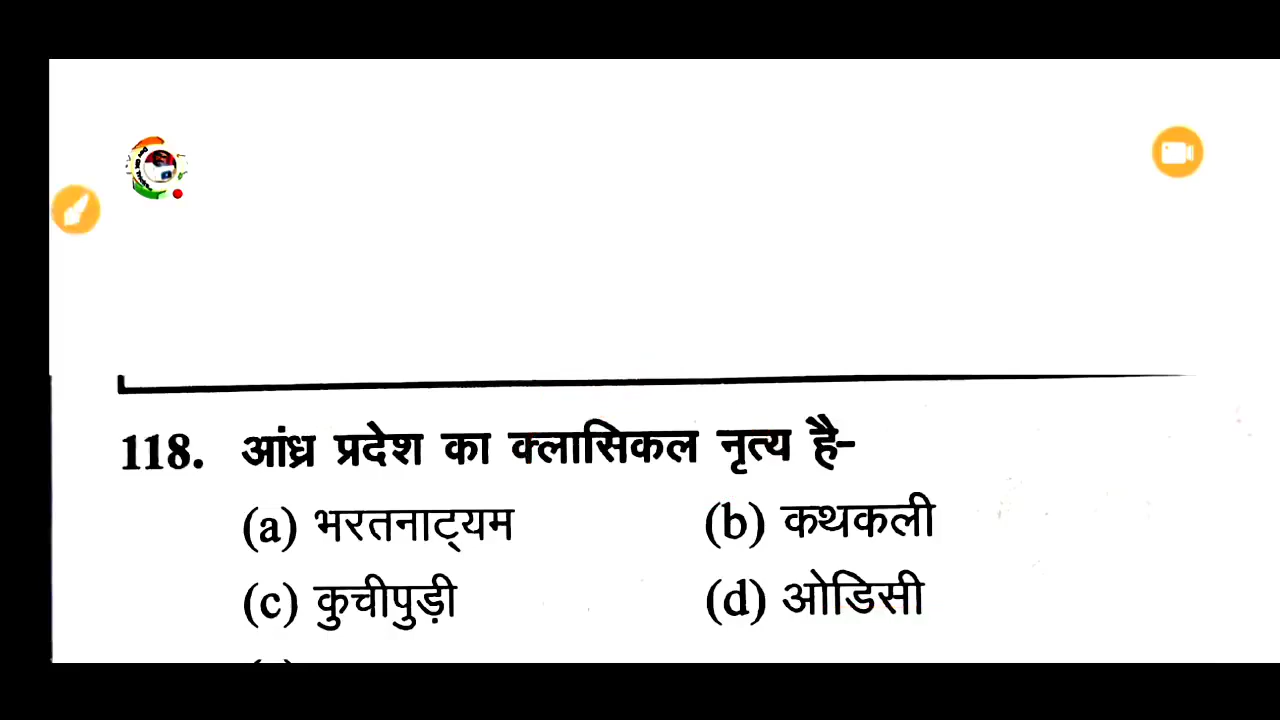 118. आंध्र प्रदेश का क्लासिकल नृत्य है-
(a) भरतनाट्यम (b) कथकली
(c) कुचीपुड़ी (d) ओडिसी